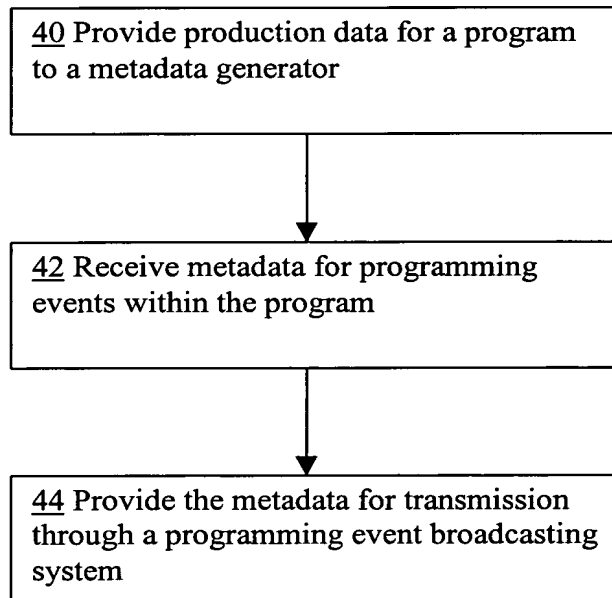 40 Provide production data for a program
to a metadata generator
42 Receive metadata for programming
events within the program
44 Provide the metadata for transmission
through a programming event broadcasting
system